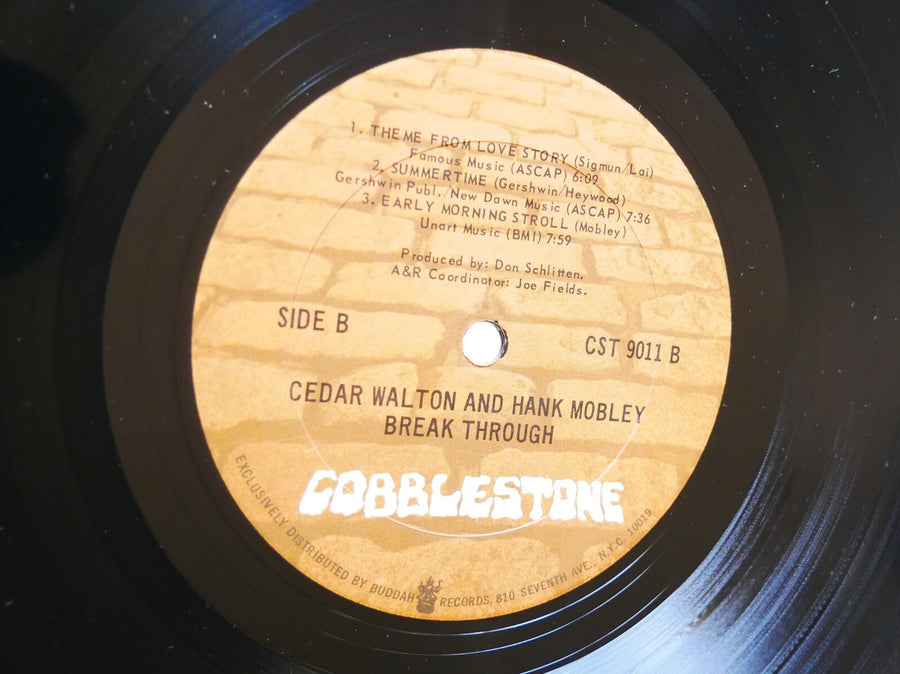 1. THEME FROM LOVE STORY (Sigmun/Lai)
Famous Music (ASCAP) 6:09
2. SUMMERTIME (Gershwin/Heywood)
Gershwin Publ./New Dawn Music (ASCAP) 7:36
3. EARLY MORNING STROLL (Mobley)
Unart Music (BMI) 7:59
Produced by: Don Schlitten.
A&R Coordinator: Joe Fields.
SIDE B
CST 9011 B
CEDAR WALTON AND HANK MOBLEY
BREAK THROUGH
COBBLESTONE
EXCLUSIVELY DISTRIBUTED BY BUDDAH RECORDS, 810 SEVENTH AVE., N.Y.C. 10019